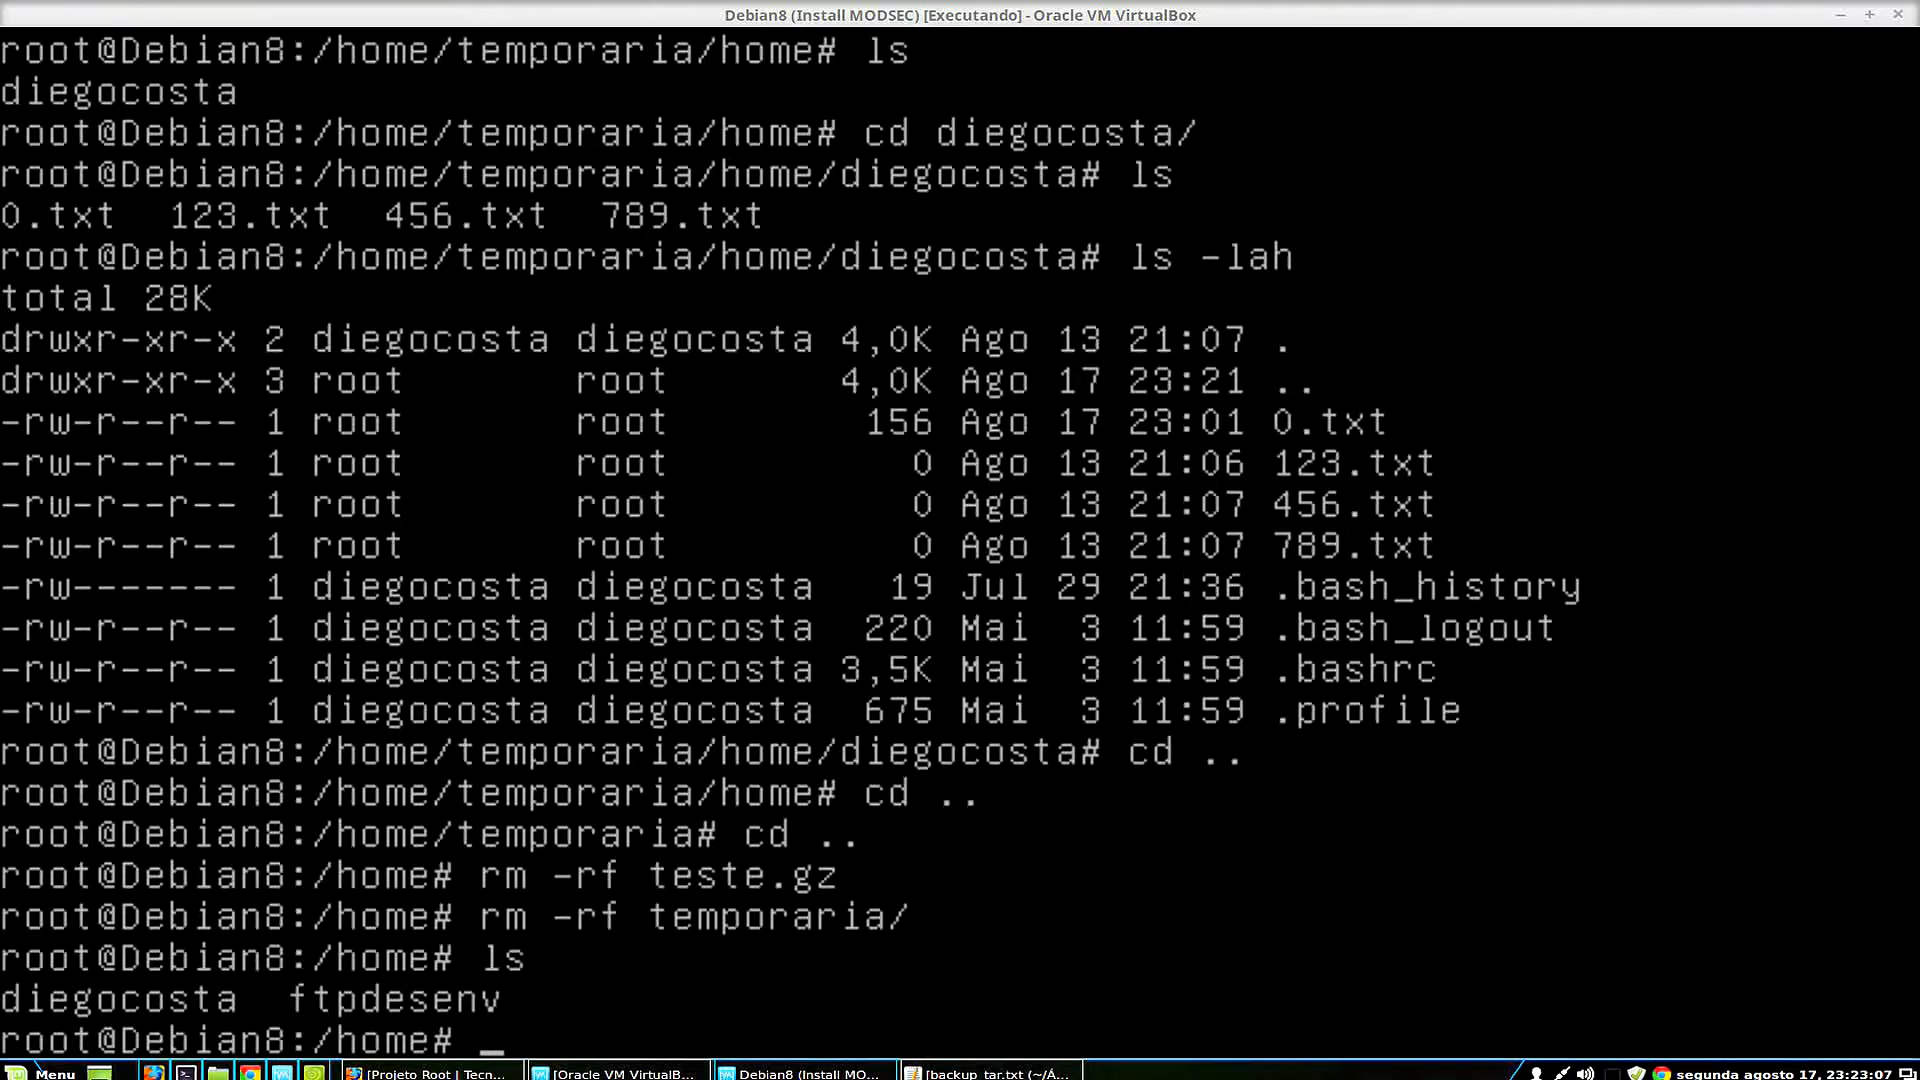 Debian8 (Install MODSEC) [Executando] - Oracle VM VirtualBox
root@Debian8:/home/temporaria/home# ls
diegocosta
root@Debian8:/home/temporaria/home# cd diegocosta/
root@Debian8:/home/temporaria/home/diegocosta# ls
0.txt  123.txt  456.txt  789.txt
root@Debian8:/home/temporaria/home/diegocosta# ls -lah
total 28K
drwxr-xr-x 2 diegocosta diegocosta 4,0K Ago 13 21:07 .
drwxr-xr-x 3 root       root       4,0K Ago 17 23:21 ..
-rw-r--r-- 1 root       root        156 Ago 17 23:01 0.txt
-rw-r--r-- 1 root       root          0 Ago 13 21:06 123.txt
-rw-r--r-- 1 root       root          0 Ago 13 21:07 456.txt
-rw-r--r-- 1 root       root          0 Ago 13 21:07 789.txt
-rw------- 1 diegocosta diegocosta   19 Jul 29 21:36 .bash_history
-rw-r--r-- 1 diegocosta diegocosta  220 Mai  3 11:59 .bash_logout
-rw-r--r-- 1 diegocosta diegocosta 3,5K Mai  3 11:59 .bashrc
-rw-r--r-- 1 diegocosta diegocosta  675 Mai  3 11:59 .profile
root@Debian8:/home/temporaria/home/diegocosta# cd ..
root@Debian8:/home/temporaria/home# cd ..
root@Debian8:/home/temporaria# cd ..
root@Debian8:/home# rm -rf teste.gz
root@Debian8:/home# rm -rf temporaria/
root@Debian8:/home# ls
diegocosta  ftpdesenv
root@Debian8:/home# _
Menu [Projeto Root | Tecn... [Oracle VM VirtualB... Debian8 (Install MO... [backup_tar.txt (~/Á... segunda agosto 17, 23:23:07